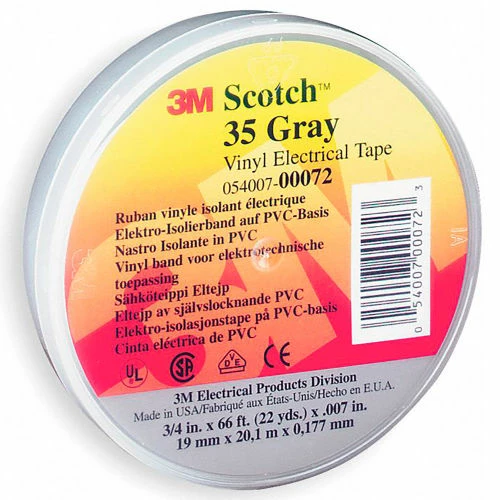 3M Scotch™
35 Gray
Vinyl Electrical Tape
054007-00072
Ruban vinyle isolant électrique
Elektro-Isolierband auf PVC-Basis
Nastro Isolante in PVC
Vinyl band voor elektrotechnische
toepassing
Sähköteippi Eltejp
Eltejp av självslocknande PVC
Elektro-isolasjonstape på PVC-basis
Cinta eléctrica de PVC
0 54007 00072 3
UL SA VDE CE
3M Electrical Products Division
Made in USA/Fabriqué aux États-Unis/Hecho en E.U.A.
3/4 in. x 66 ft. (22 yds.) x .007 in.
19 mm x 20,1 m x 0,177 mm